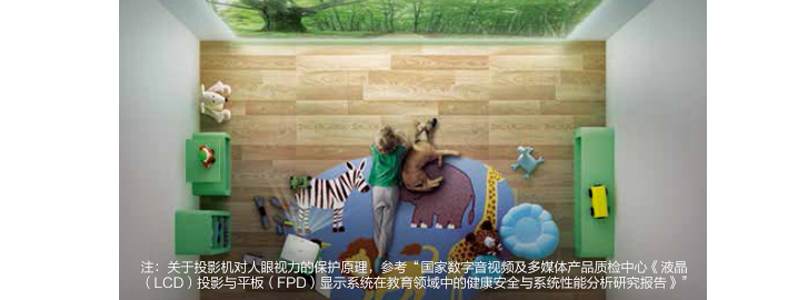 注：关于投影机对人眼视力的保护原理，参考“国家数字音视频及多媒体产品质检中心《液晶
（LCD）投影与平板（FPD）显示系统在教育领域中的健康安全与系统性能分析研究报告》”